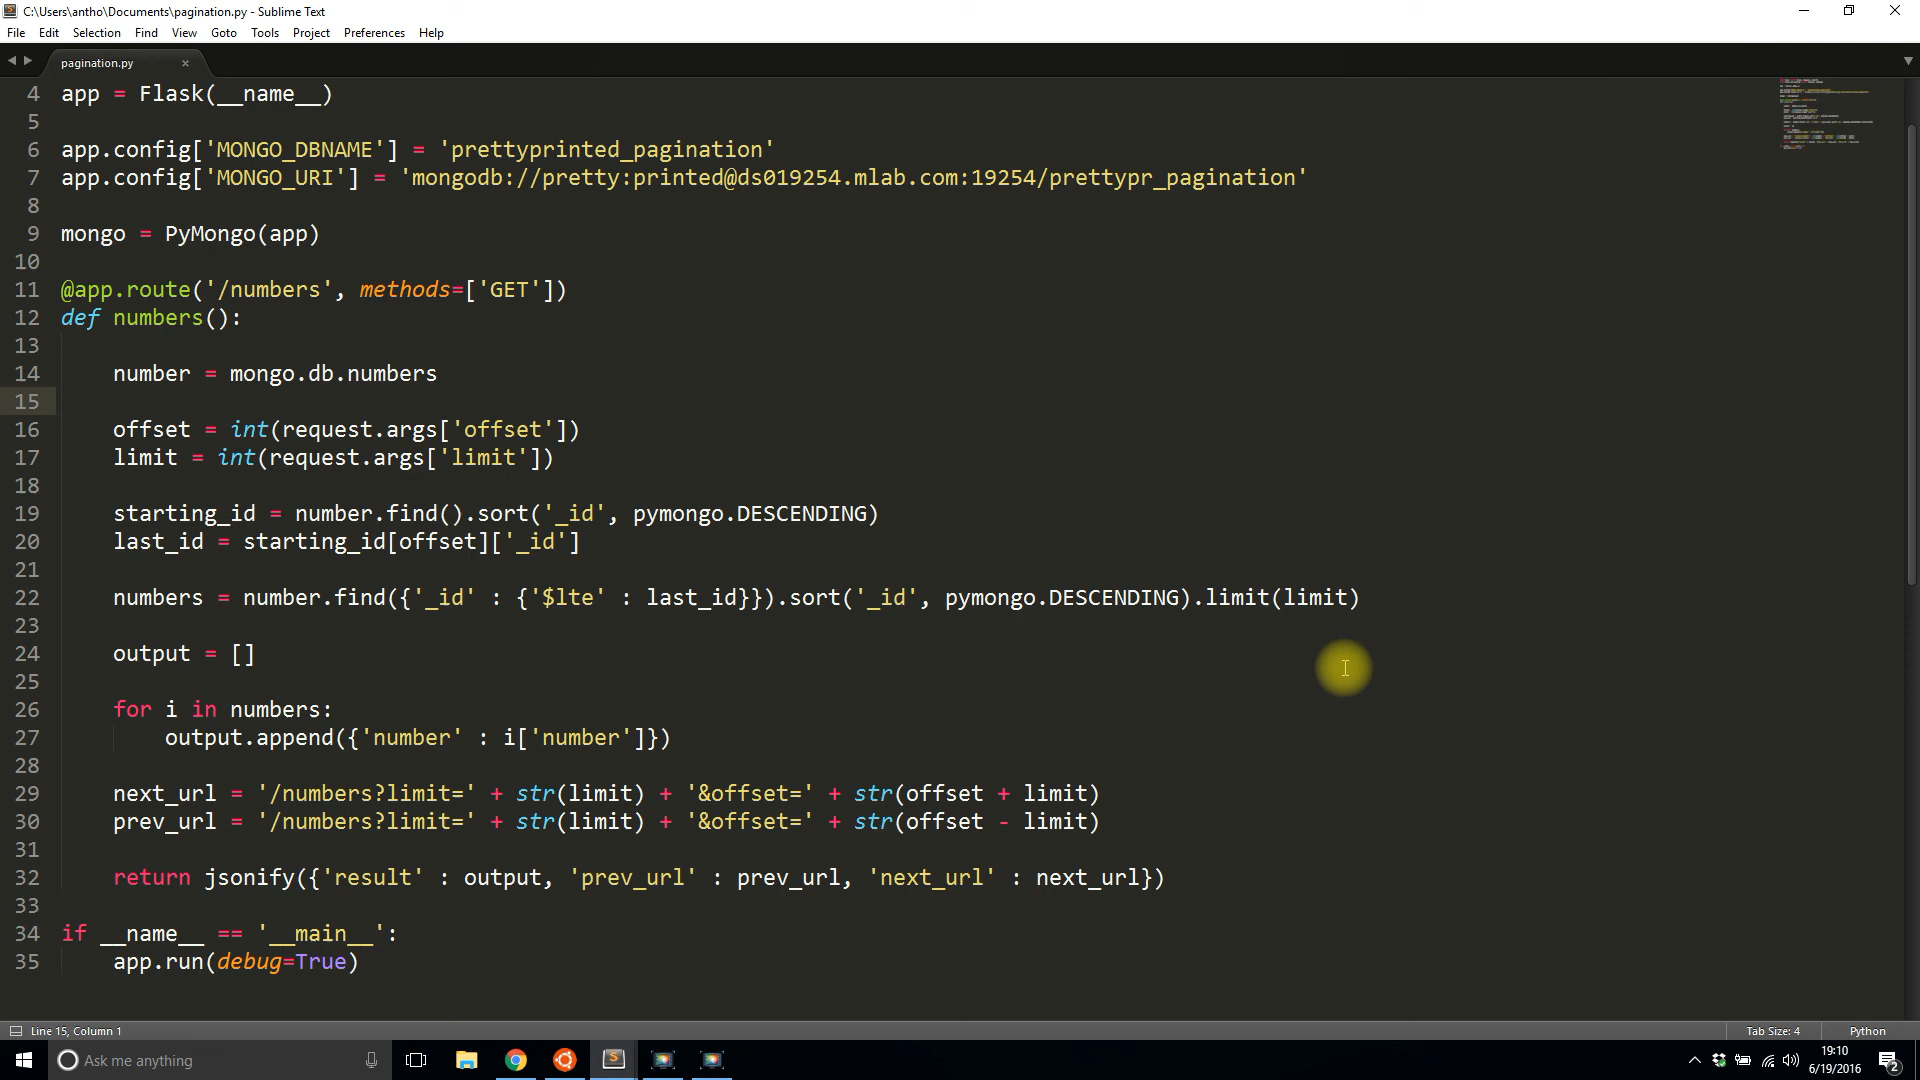 C:\Users\antho\Documents\pagination.py - Sublime Text
File Edit Selection Find View Goto Tools Project Preferences Help
pagination.py
4 app = Flask(__name__)
5
6 app.config['MONGO_DBNAME'] = 'prettyprinted_pagination'
7 app.config['MONGO_URI'] = 'mongodb://pretty:printed@ds019254.mlab.com:19254/prettypr_pagination'
8
9 mongo = PyMongo(app)
10
11 @app.route('/numbers', methods=['GET'])
12 def numbers():
13
14     number = mongo.db.numbers
15
16     offset = int(request.args['offset'])
17     limit = int(request.args['limit'])
18
19     starting_id = number.find().sort('_id', pymongo.DESCENDING)
20     last_id = starting_id[offset]['_id']
21
22     numbers = number.find({'_id' : {'$lte' : last_id}}).sort('_id', pymongo.DESCENDING).limit(limit)
23
24     output = []
25
26     for i in numbers:
27         output.append({'number' : i['number']})
28
29     next_url = '/numbers?limit=' + str(limit) + '&offset=' + str(offset + limit)
30     prev_url = '/numbers?limit=' + str(limit) + '&offset=' + str(offset - limit)
31
32     return jsonify({'result' : output, 'prev_url' : prev_url, 'next_url' : next_url})
33
34 if __name__ == '__main__':
35     app.run(debug=True)
Line 15, Column 1 Tab Size: 4 Python
Ask me anything
19:10
6/19/2016
2